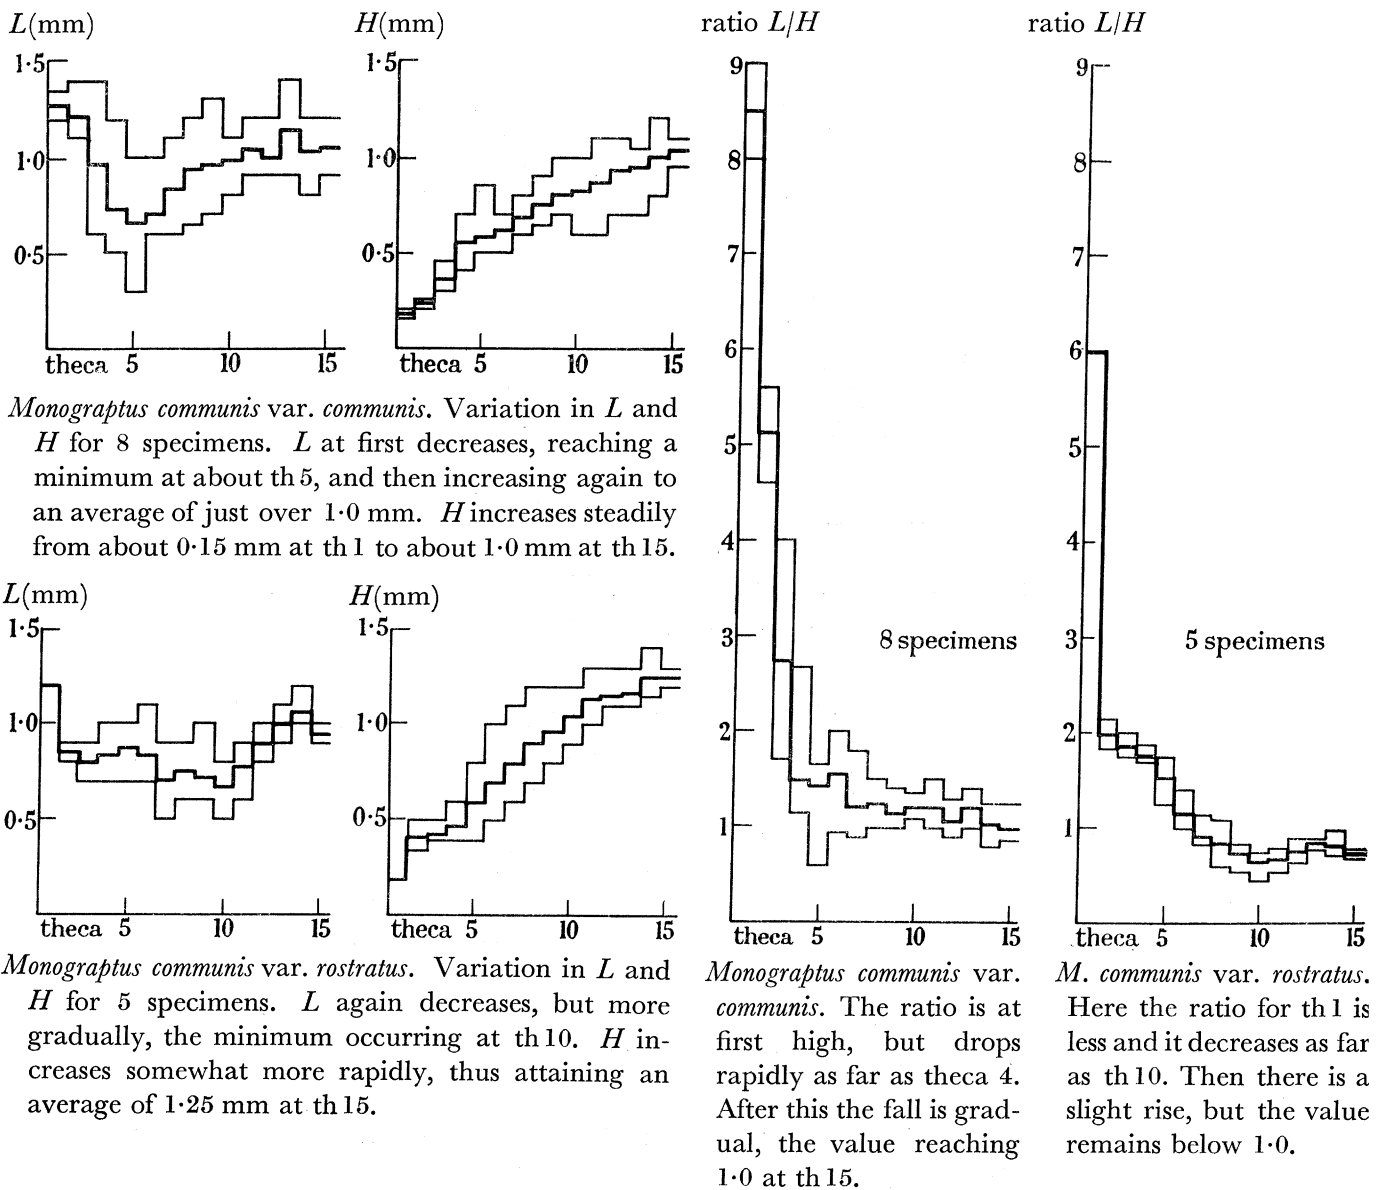 L(mm)
1·5
1·0
0·5
theca 5 10 15
H(mm)
1·5
1·0
0·5
theca 5 10 15
Monograptus communis var. communis. Variation in L and
H for 8 specimens. L at first decreases, reaching a
minimum at about th 5, and then increasing again to
an average of just over 1·0 mm. H increases steadily
from about 0·15 mm at th 1 to about 1·0 mm at th 15.
L(mm)
1·5
1·0
0·5
theca 5 10 15
H(mm)
1·5
1·0
0·5
theca 5 10 15
Monograptus communis var. rostratus. Variation in L and
H for 5 specimens. L again decreases, but more
gradually, the minimum occurring at th 10. H in-
creases somewhat more rapidly, thus attaining an
average of 1·25 mm at th 15.
ratio L/H
9
8
7
6
5
4
3
2
1
8 specimens
theca 5 10 15
Monograptus communis var.
communis. The ratio is at
first high, but drops
rapidly as far as theca 4.
After this the fall is grad-
ual, the value reaching
1·0 at th 15.
ratio L/H
9
8
7
6
5
4
3
2
1
5 specimens
theca 5 10 15
M. communis var. rostratus.
Here the ratio for th 1 is
less and it decreases as far
as th 10. Then there is a
slight rise, but the value
remains below 1·0.